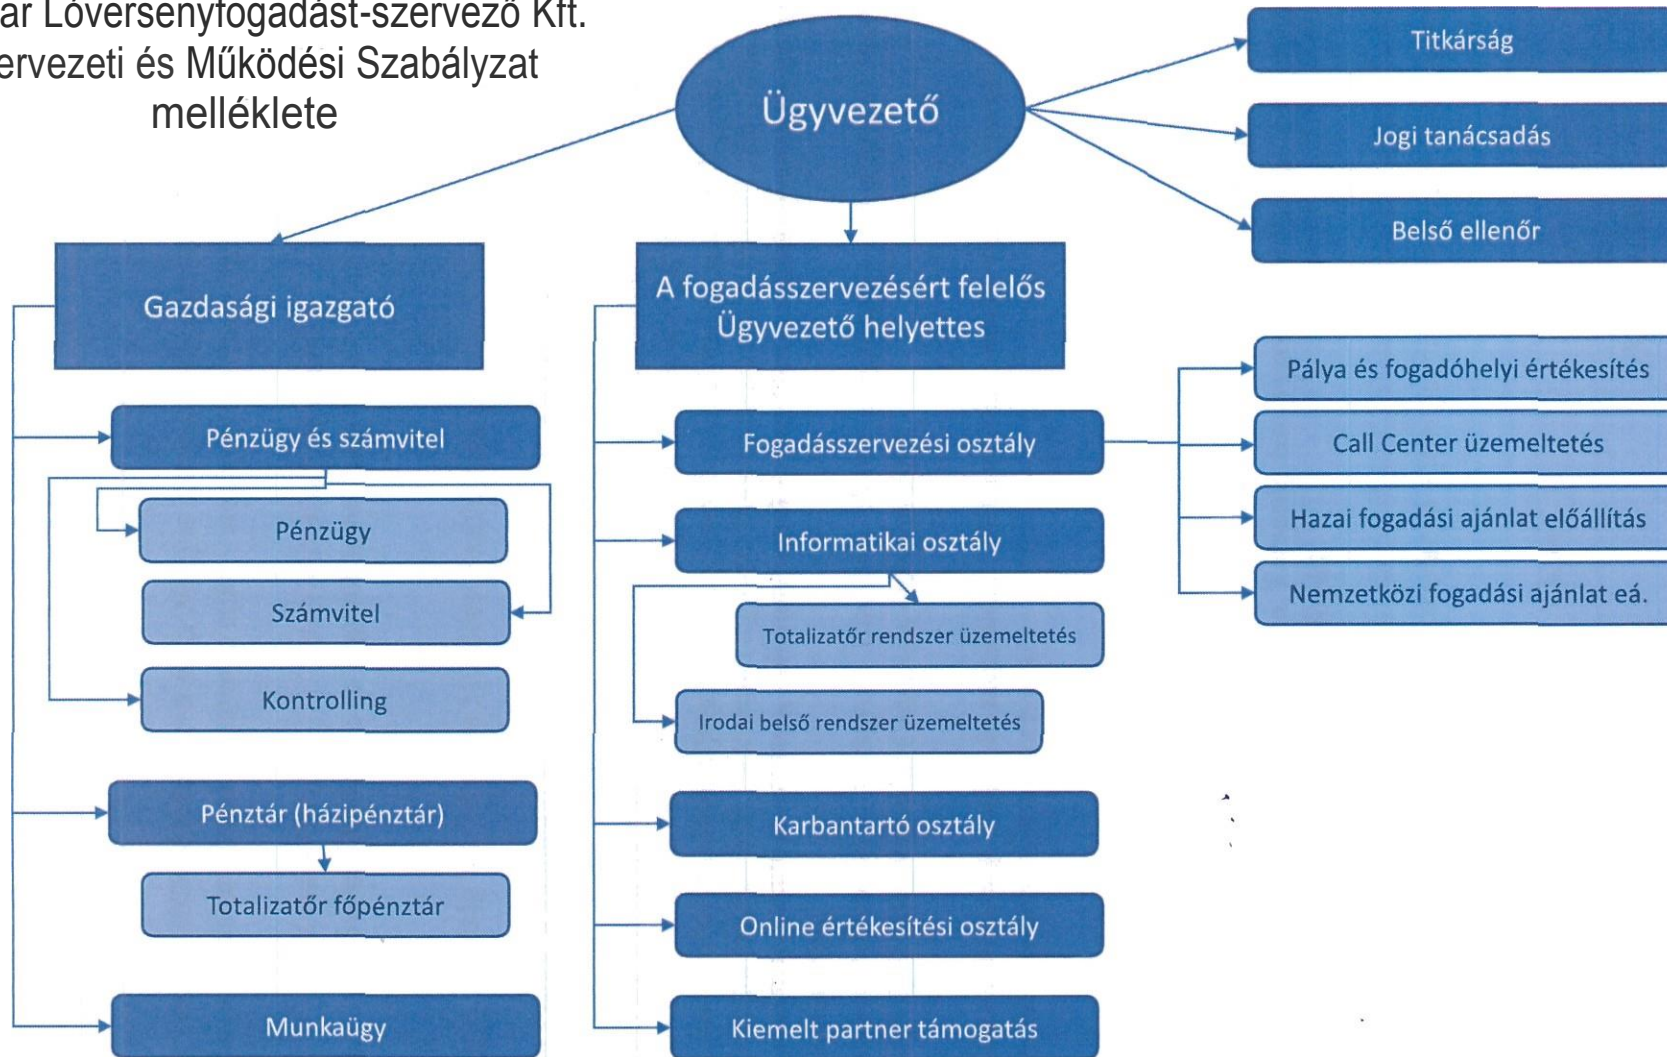 Lóversenyfogadást-szervező Kft.
és Működési Szabályzat
melléklete
Ügyvezető
Titkárság
Jogi tanácsadás
Belső ellenőr
Gazdasági igazgató
A fogadásszervezésért felelős
Ügyvezető helyettes
Pénzügy és számvitel
Pénzügy
Számvitel
Kontrolling
Pénztár (házipénztár)
Totalizatőr főpénztár
Munkaügy
Fogadásszervezési osztály
Informatikai osztály
Totalizatőr rendszer üzemeltetés
Irodai belső rendszer üzemeltetés
Karbantartó osztály
Online értékesítési osztály
Kiemelt partner támogatás
Pálya és fogadóhelyi értékesítés
Call Center üzemeltetés
Hazai fogadási ajánlat előállítás
Nemzetközi fogadási ajánlat eá.